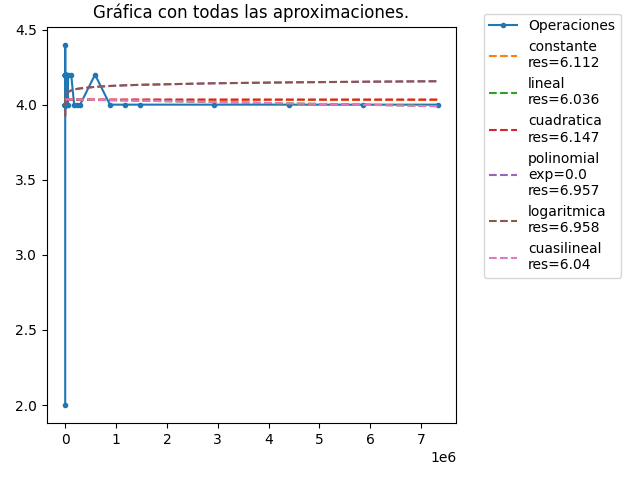 Gráfica con todas las aproximaciones.
4.5
4.0
3.5
3.0
2.5
2.0
0
1
2
3
4
5
6
7
1e6
Operaciones
constante
res=6.112
lineal
res=6.036
cuadratica
res=6.147
polinomial
exp=0.0
res=6.957
logaritmica
res=6.958
cuasilineal
res=6.04